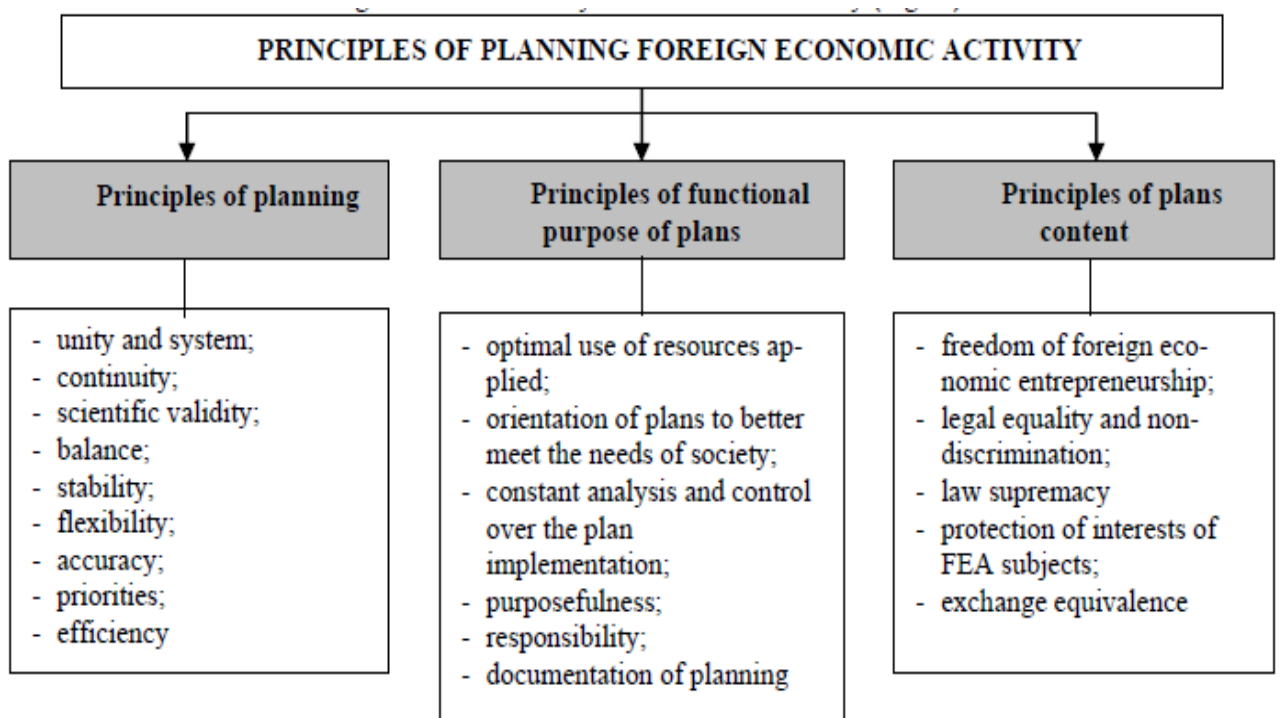 PRINCIPLES OF PLANNING FOREIGN ECONOMIC ACTIVITY
Principles of planning
- unity and system;
- continuity;
- scientific validity;
- balance;
- stability;
- flexibility;
- accuracy;
- priorities;
- efficiency
Principles of functional
purpose of plans
- optimal use of resources ap-
plied;
- orientation of plans to better
meet the needs of society;
- constant analysis and control
over the plan
implementation;
- purposefulness;
- responsibility;
- documentation of planning
Principles of plans
content
- freedom of foreign eco-
nomic entrepreneurship;
- legal equality and non-
discrimination;
- law supremacy
- protection of interests of
FEA subjects;
- exchange equivalence